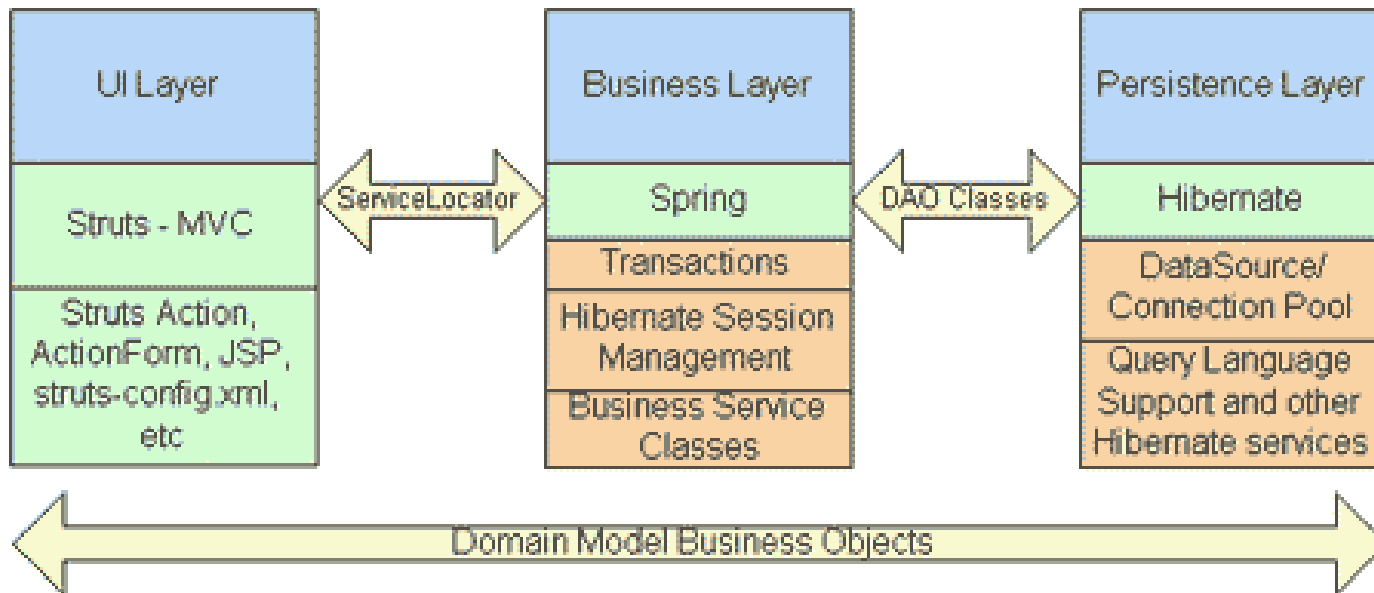 UI Layer
Struts - MVC
Struts Action,
ActionForm, JSP,
struts-config.xml,
etc
ServiceLocator
Business Layer
Spring
Transactions
Hibernate Session
Management
Business Service
Classes
DAO Classes
Persistence Layer
Hibernate
DataSource/
Connection Pool
Query Language
Support and other
Hibernate services
Domain Model Business Objects